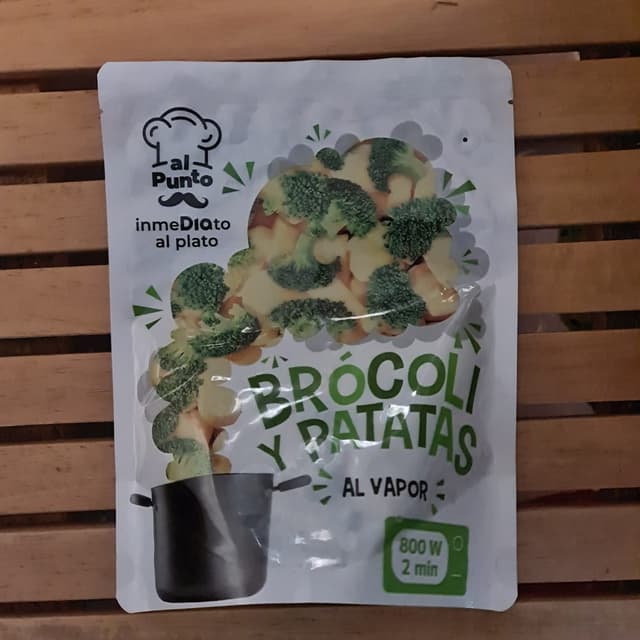 al
Punto
inmeDIAto
al plato
BRÓCOLI
Y PATATAS
AL VAPOR
800 W
2 min